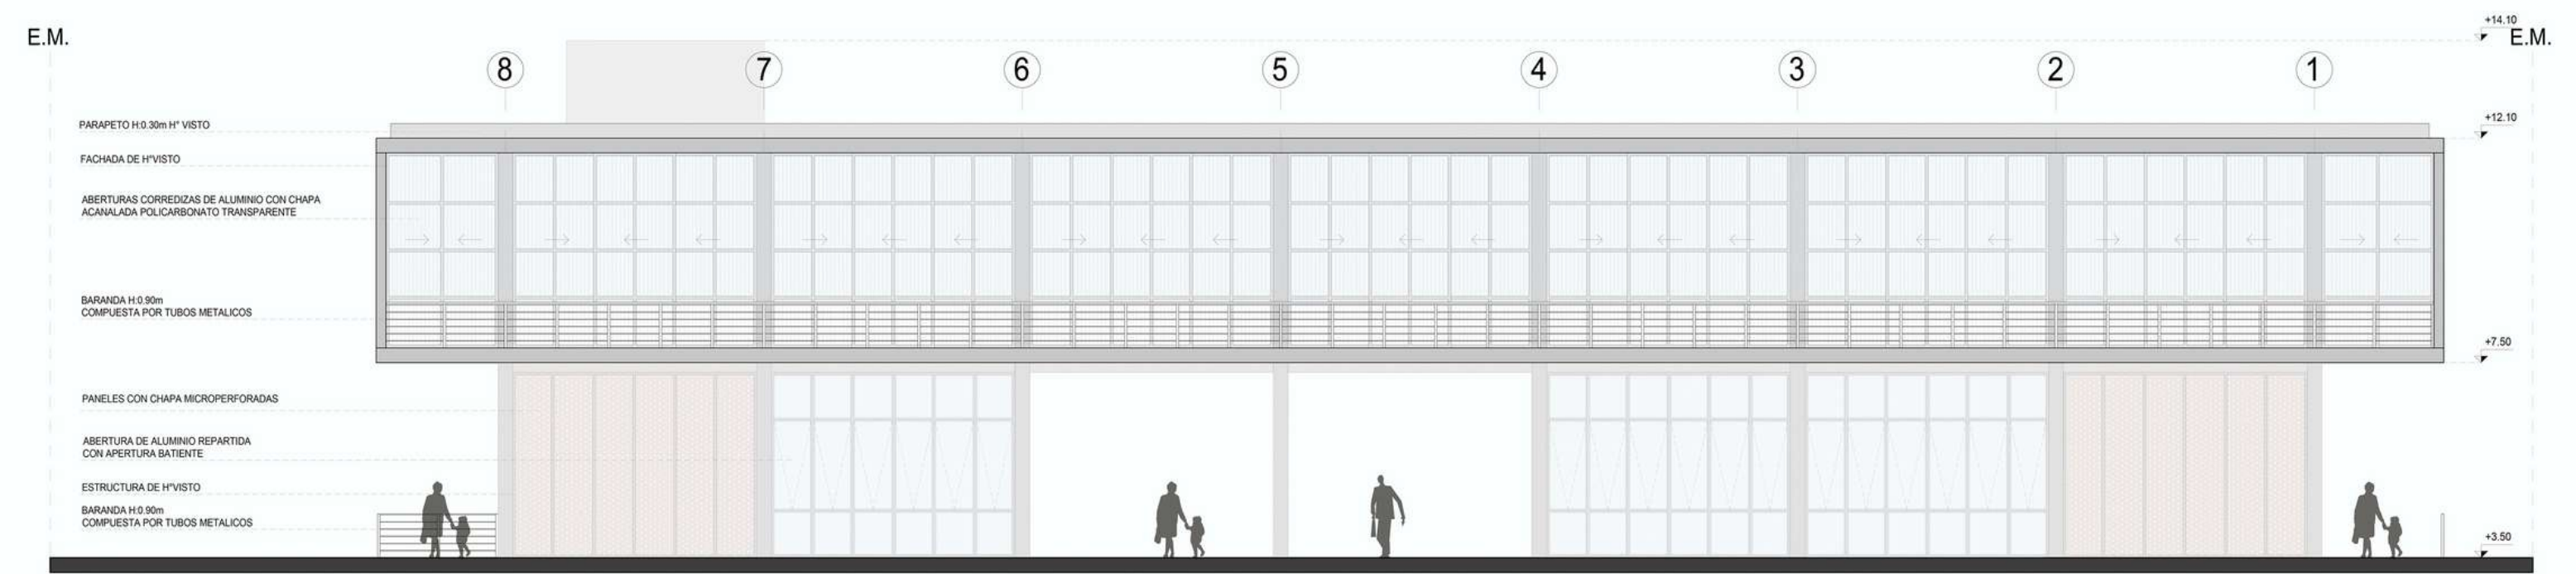 +14.10
E.M.
E.M.
8
7
6
5
4
3
2
1
PARAPETO H:0.30m H° VISTO
+12.10
FACHADA DE H°VISTO
ABERTURAS CORREDIZAS DE ALUMINIO CON CHAPA
ACANALADA POLICARBONATO TRANSPARENTE
BARANDA H:0.90m
COMPUESTA POR TUBOS METALICOS
+7.50
PANELES CON CHAPA MICROPERFORADAS
ABERTURA DE ALUMINIO REPARTIDA
CON APERTURA BATIENTE
ESTRUCTURA DE H°VISTO
BARANDA H:0.90m
COMPUESTA POR TUBOS METALICOS
+3.50